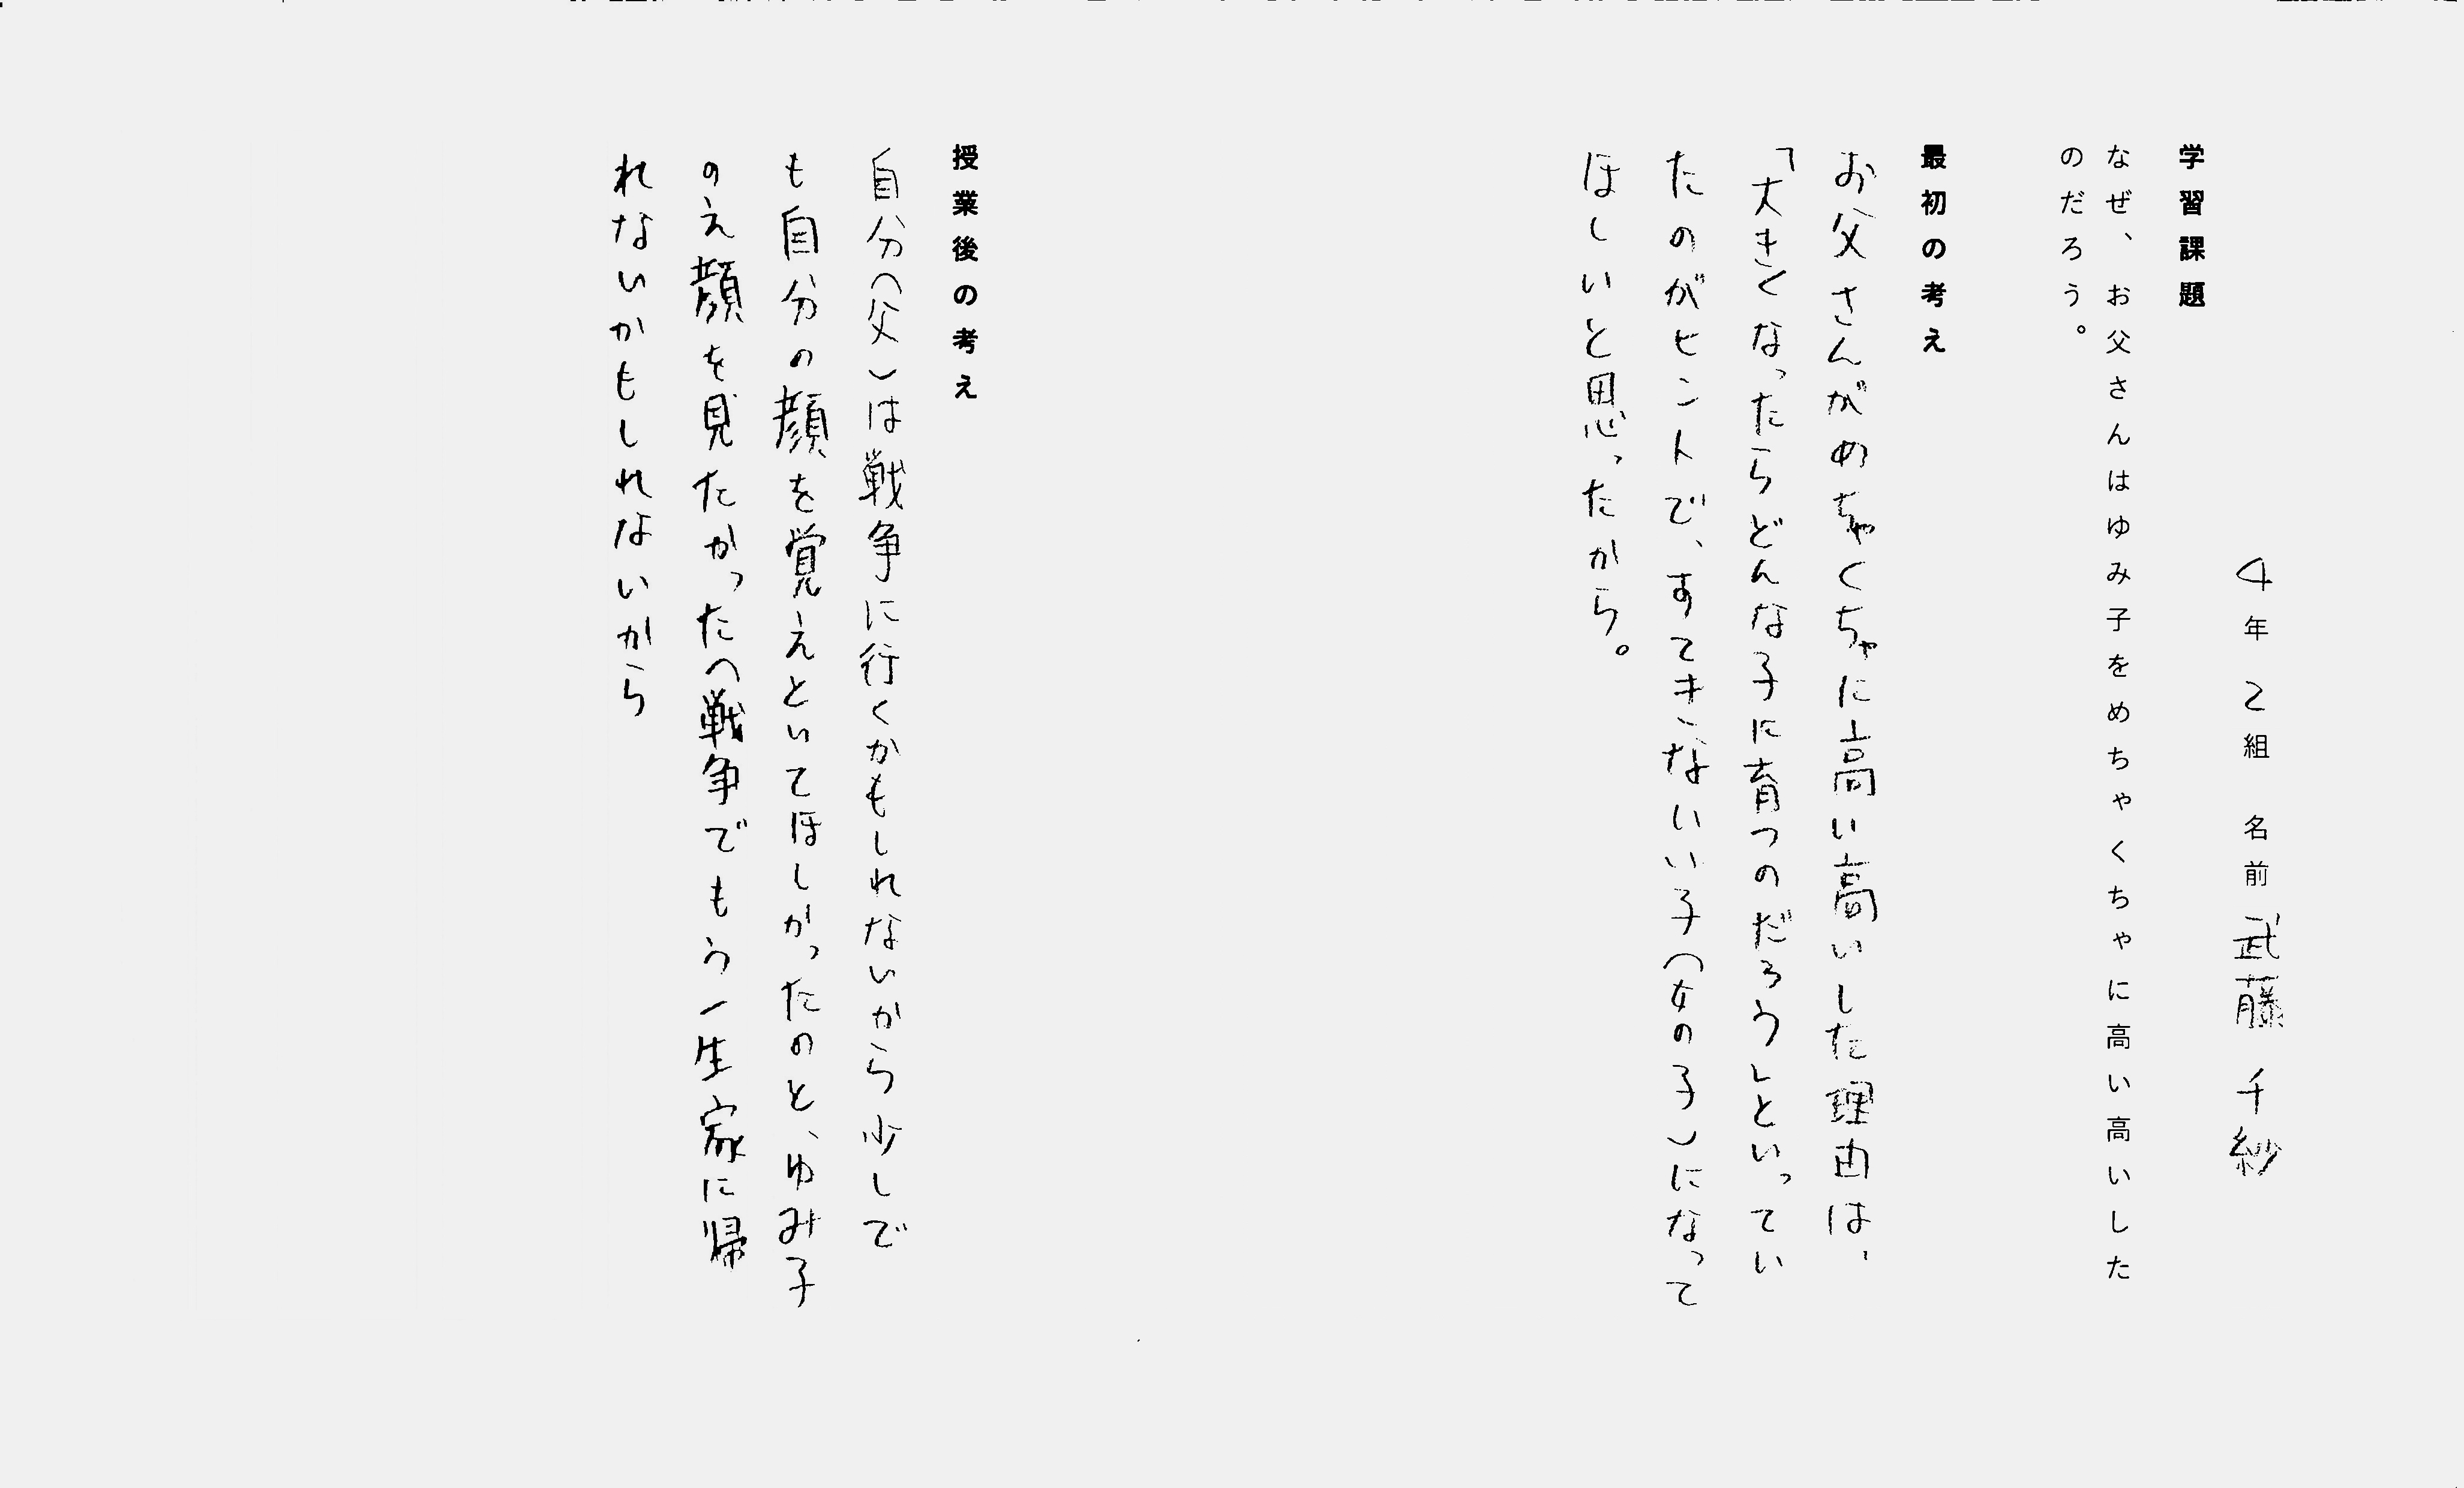 4年2組 名前 武藤 千紗
学習課題
なぜ、お父さんはゆみ子をめちゃくちゃに高い高いした
のだろう。
最初の考え
お父さんがめちゃくちゃに高い高いした理由は、
「大きくなったらどんな子に育つのだろう」といってい
たのがヒントで、すてきないい子(女の子)になって
ほしいと思ったから。
授業後の考え
自分(父)は戦争に行くかもしれないから少しで
も自分の顔を覚えといてほしかったのと、ゆみ子
のえ顔を見たかったへ戦争でもう一生家に帰
れないかもしれないから